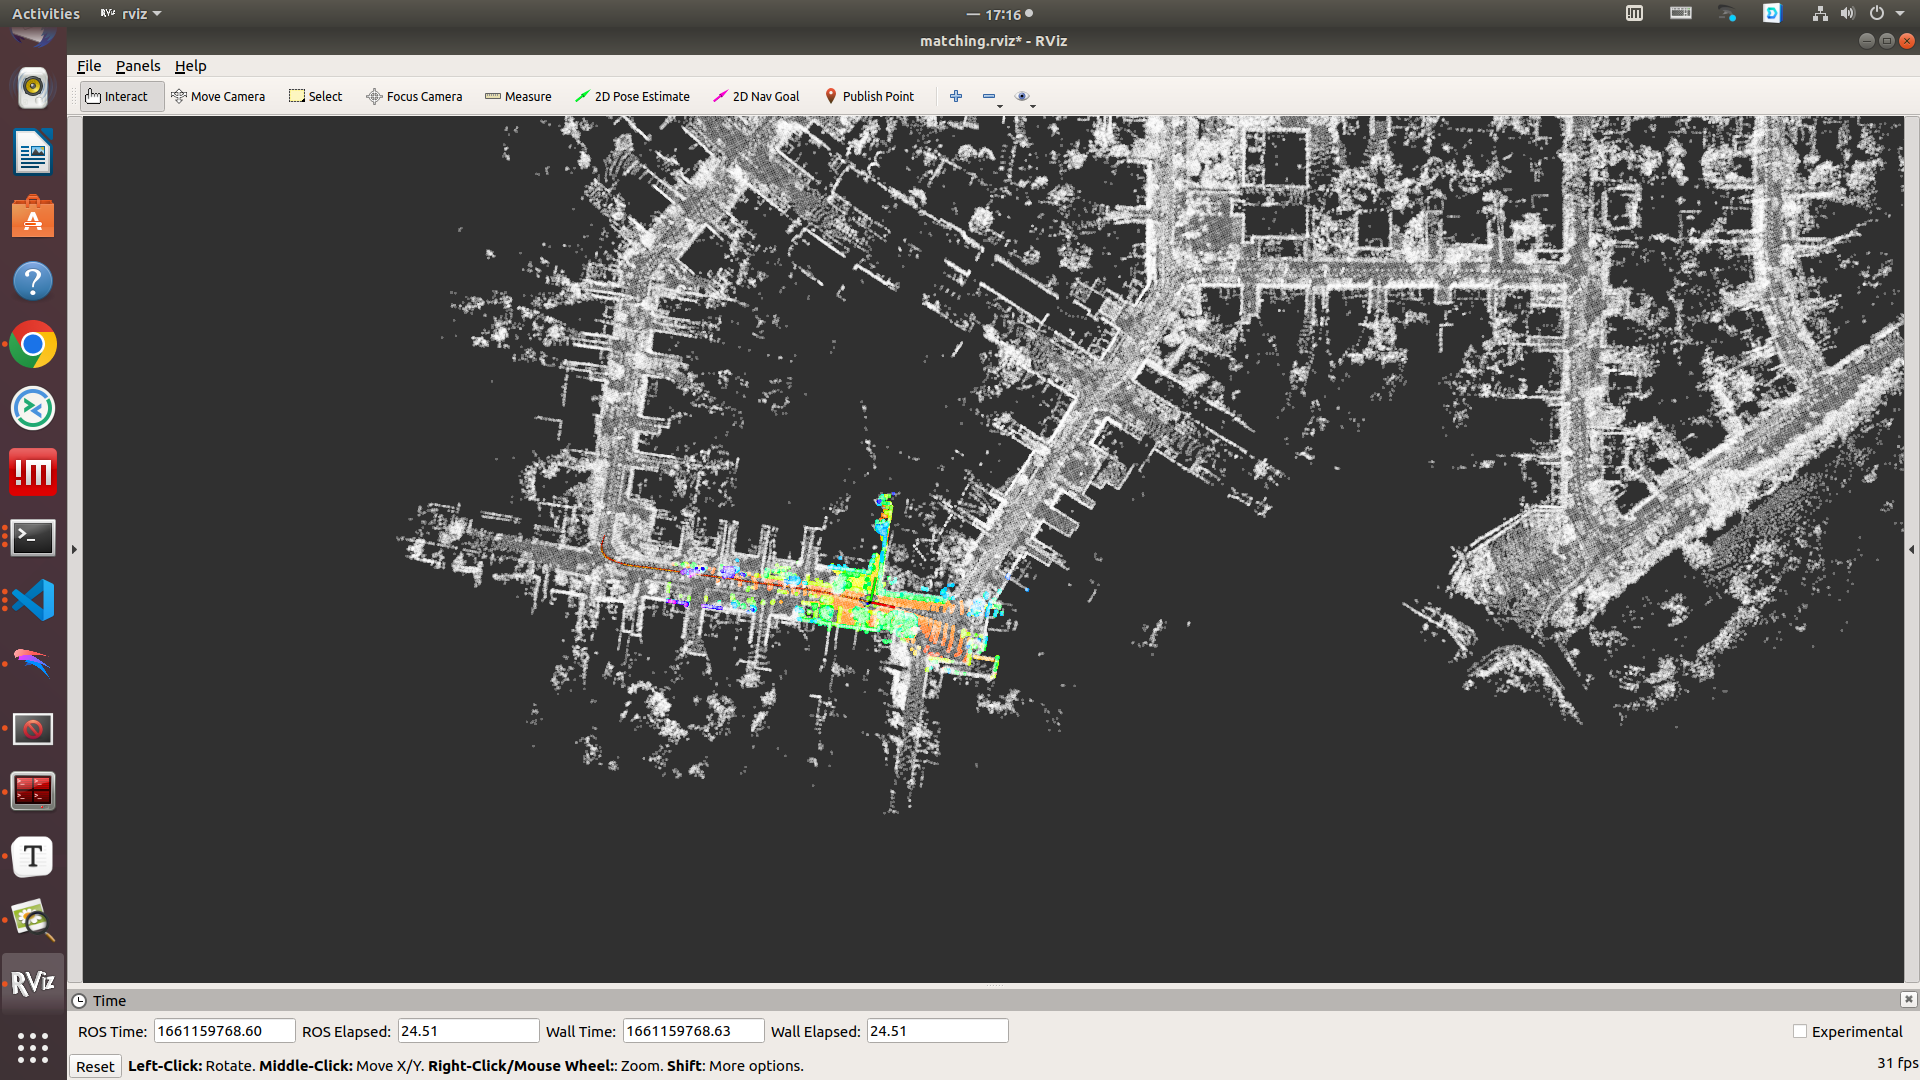 Activities RViz rviz 17:16
matching.rviz* - RViz
File Panels Help
Interact Move Camera Select Focus Camera Measure 2D Pose Estimate 2D Nav Goal Publish Point
Time
ROS Time: 1661159768.60 ROS Elapsed: 24.51 Wall Time: 1661159768.63 Wall Elapsed: 24.51 Experimental
Reset Left-Click: Rotate. Middle-Click: Move X/Y. Right-Click/Mouse Wheel:: Zoom. Shift: More options. 31 fps
A
?
!m
>_
T
RViz